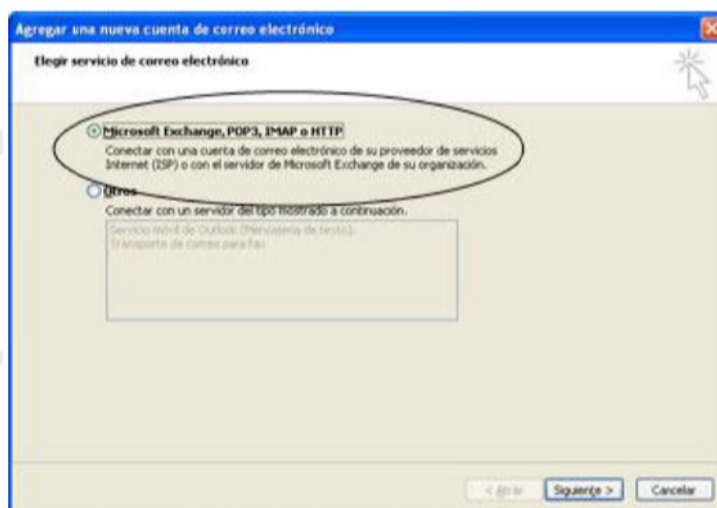 Agregar una nueva cuenta de correo electrónico
Elegir servicio de correo electrónico
Microsoft Exchange, POP3, IMAP o HTTP
Conectar con una cuenta de correo electrónico de su proveedor de servicios
Internet (ISP) o con el servidor de Microsoft Exchange de su organización.
Otros
Conectar con un servidor del tipo mostrado a continuación.
Servicio móvil de Outlook (Mensajería de texto).
Transporte de correo para fax
< Atrás
Siguiente >
Cancelar